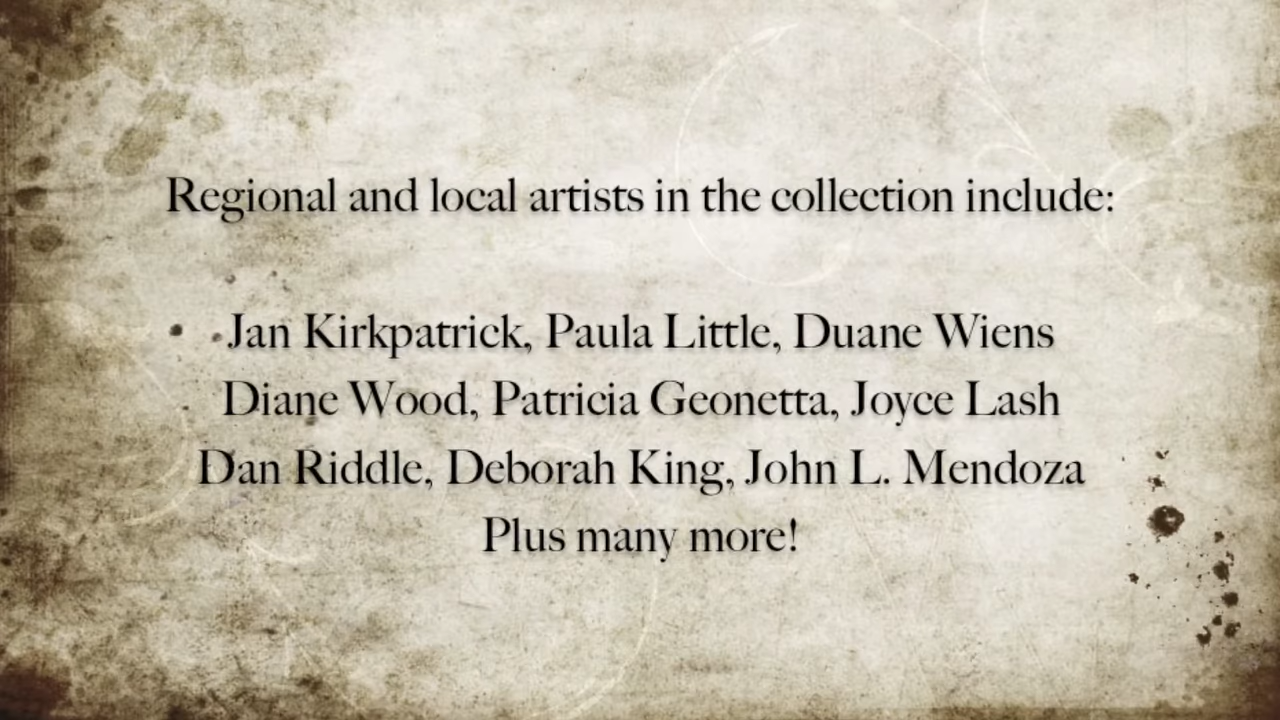 Regional and local artists in the collection include:
Jan Kirkpatrick, Paula Little, Duane Wiens
Diane Wood, Patricia Geonetta, Joyce Lash
Dan Riddle, Deborah King, John L. Mendoza
Plus many more!